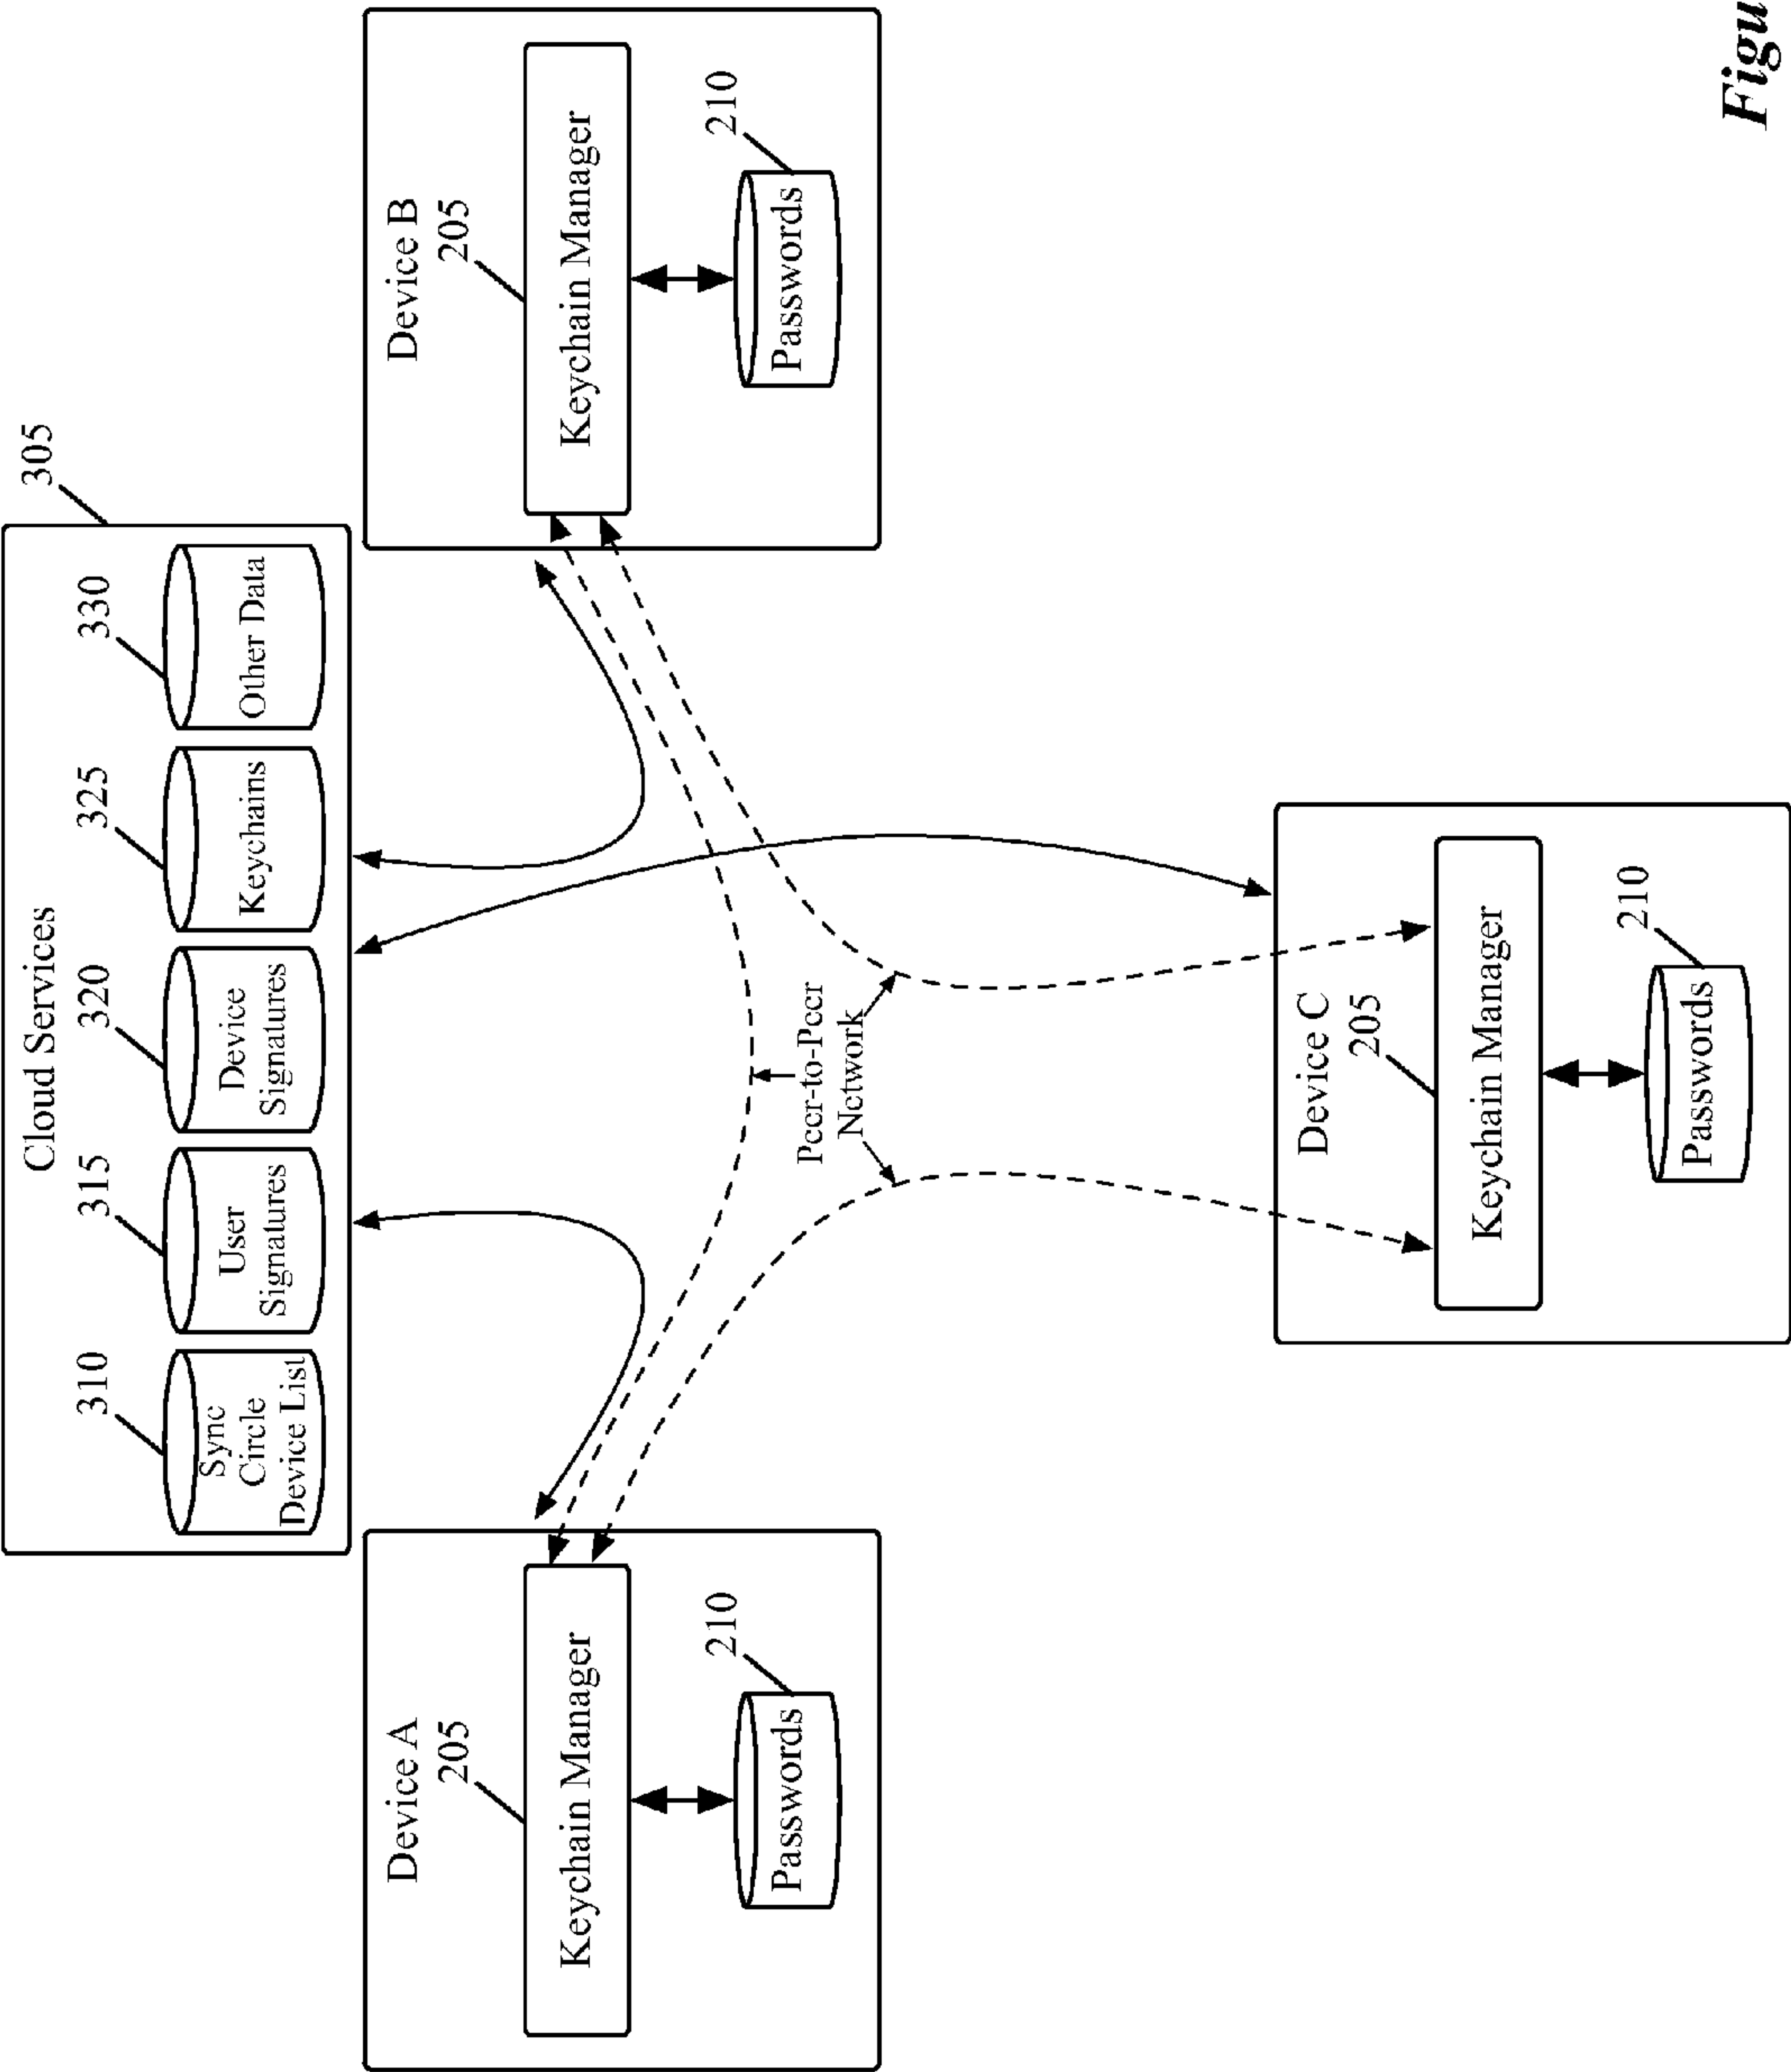 305
Cloud Services
310
315
320
325
330
Sync
Circle
Device List
User
Signatures
Device
Signatures
Keychains
Other Data
Device A
205
Keychain Manager
210
Passwords
Device B
205
Keychain Manager
210
Passwords
Peer-to-Peer
Network
Device C
205
Keychain Manager
210
Passwords
Figu